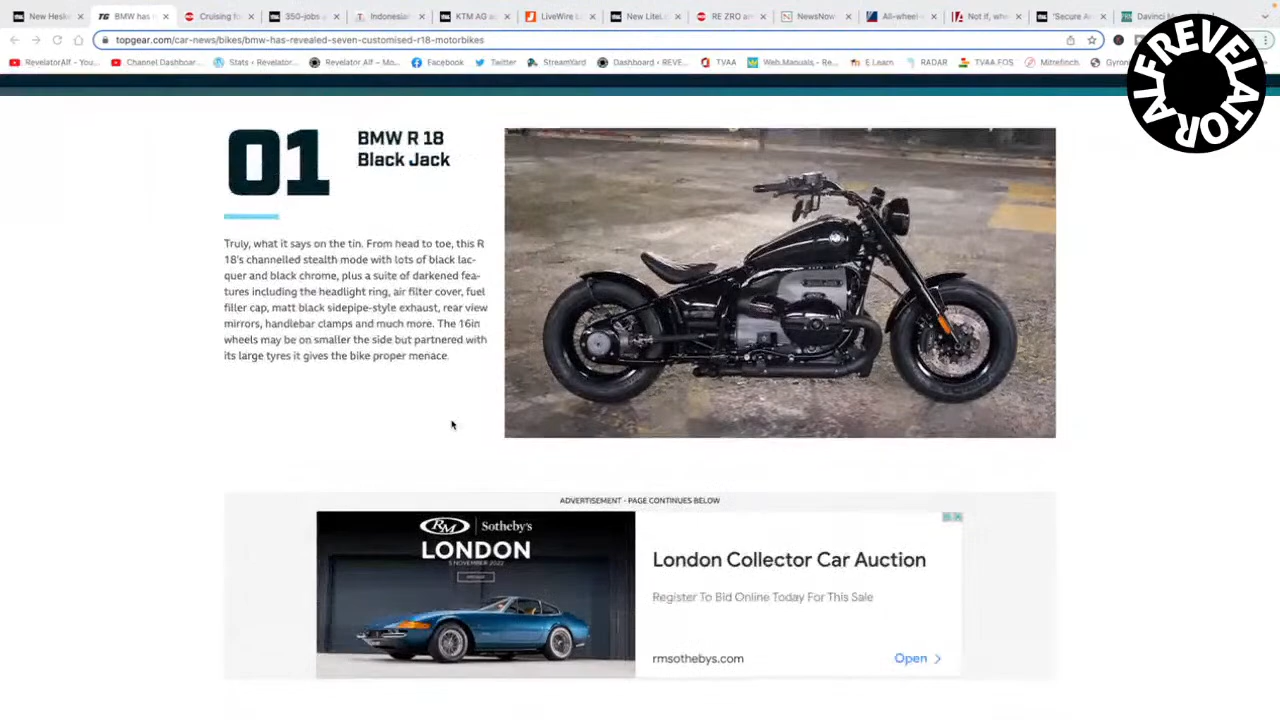 New Heski
BMW has
Cruising fo
350-jobs g
Indonesian
KTM AG a
LiveWire
New LiteL
RE ZRO an
NewsNow
All-wheel
Not if, whe
'Secure A
Davinci M
topgear.com/car-news/bikes/bmw-has-revealed-seven-customised-r18-motorbikes
RevelatorAlf - You...
Channel Dashboar...
Stats ‹ Revelator...
Revelator Alf – Mo...
Facebook
Twitter
StreamYard
Dashboard ‹ REVE...
TVAA
Web.Manuals - Re...
E Learn
RADAR
TVAA FOS
Mitrefinch.
Gyron
ALFREVELATOR
01
BMW R 18
Black Jack
Truly, what it says on the tin. From head to toe, this R
18's channelled stealth mode with lots of black lac-
quer and black chrome, plus a suite of darkened fea-
tures including the headlight ring, air filter cover, fuel
filler cap, matt black sidepipe-style exhaust, rear view
mirrors, handlebar clamps and much more. The 16in
wheels may be on smaller the side but partnered with
its large tyres it gives the bike proper menace.
ADVERTISEMENT - PAGE CONTINUES BELOW
RM Sotheby's
LONDON
5 NOVEMBER 2022
London Collector Car Auction
Register To Bid Online Today For This Sale
rmsothebys.com
Open